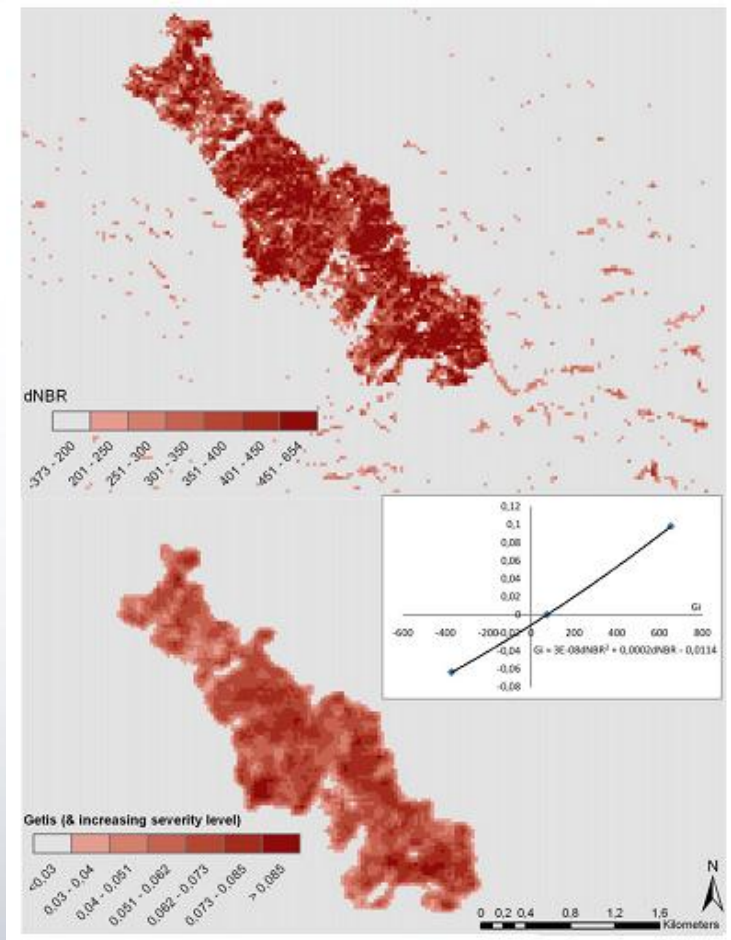 dNBR
-373 - 200
201 - 250
251 - 300
301 - 350
351 - 400
401 - 450
451 - 654
0,12
0,1
0,08
0,06
0,04
0,02
0
Gi
-600 -400 -200 0 200 400 600 800
-0,02
-0,04
Gi = 3E-08dNBR² + 0,0002dNBR - 0,0114
-0,06
-0,08
Getis (& increasing severity level)
<0,03
0,03 - 0,04
0,04 - 0,051
0,051 - 0,062
0,062 - 0,073
0,073 - 0,085
> 0,085
N
0 0,2 0,4 0,8 1,2 1,6
Kilometers